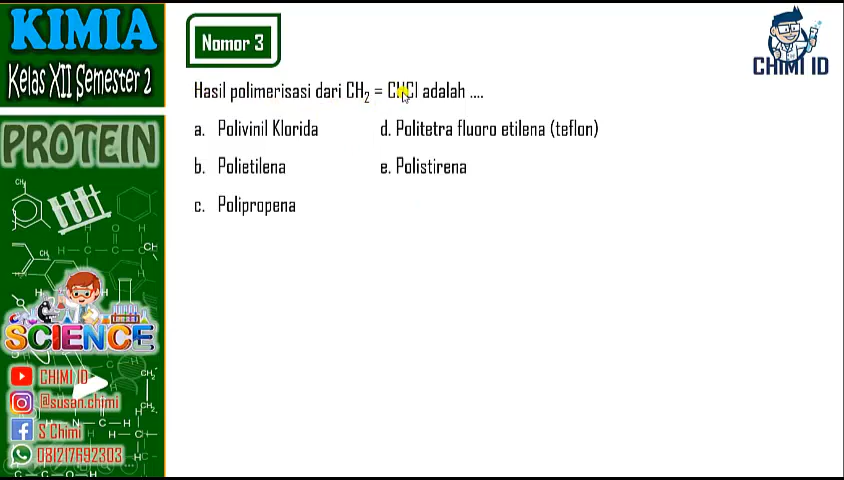 KIMIA
Kelas XII Semester 2
PROTEIN
SCIENCE
CHIMI ID
@susan.chimi
S Chimi
081217692303
Nomor 3
CHIMI ID
Hasil polimerisasi dari CH₂ = CHCl adalah ....
a. Polivinil Klorida
b. Polietilena
c. Polipropena
d. Politetra fluoro etilena (teflon)
e. Polistirena